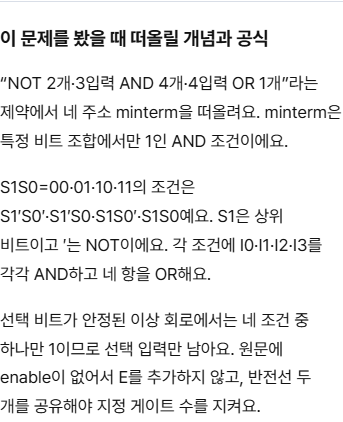 이 문제를 봤을 때 떠올릴 개념과 공식
“NOT 2개·3입력 AND 4개·4입력 OR 1개”라는
제약에서 네 주소 minterm을 떠올려요. minterm은
특정 비트 조합에서만 1인 AND 조건이에요.
S1S0=00·01·10·11의 조건은
S1′S0′·S1′S0·S1S0′·S1S0예요. S1은 상위
비트이고 ′는 NOT이에요. 각 조건에 I0·I1·I2·I3를
각각 AND하고 네 항을 OR해요.
선택 비트가 안정된 이상 회로에서는 네 조건 중
하나만 1이므로 선택 입력만 남아요. 원문에
enable이 없어서 E를 추가하지 않고, 반전선 두
개를 공유해야 지정 게이트 수를 지켜요.